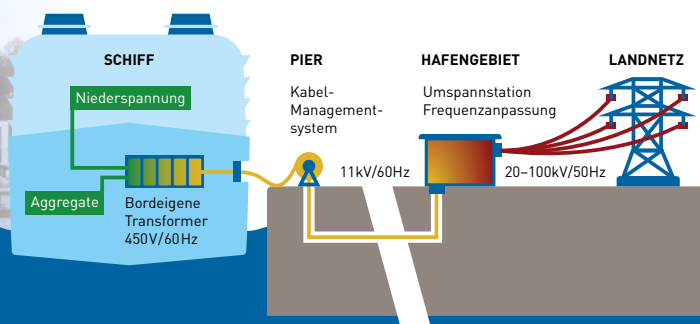 SCHIFF
Niederspannung
Aggregate
Bordeigene
Transformer
450V/60Hz
PIER
Kabel-
Management-
system
11kV/60Hz
HAFENGEBIET
Umspannstation
Frequenzanpassung
20–100kV/50Hz
LANDNETZ